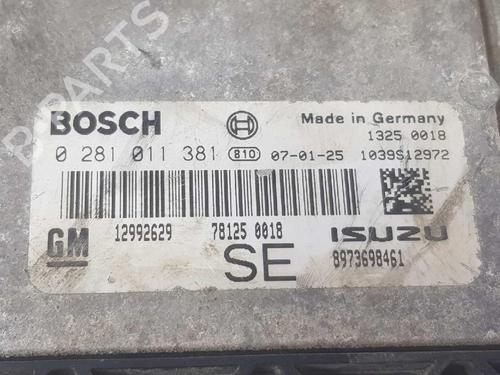 B-PARTS
BOSCH
Made in Germany
1325 0018
0 281 011 381 810 07-01-25 1039S12972
GM 12992629 78125 0018 ISUZU
SE 8973698461